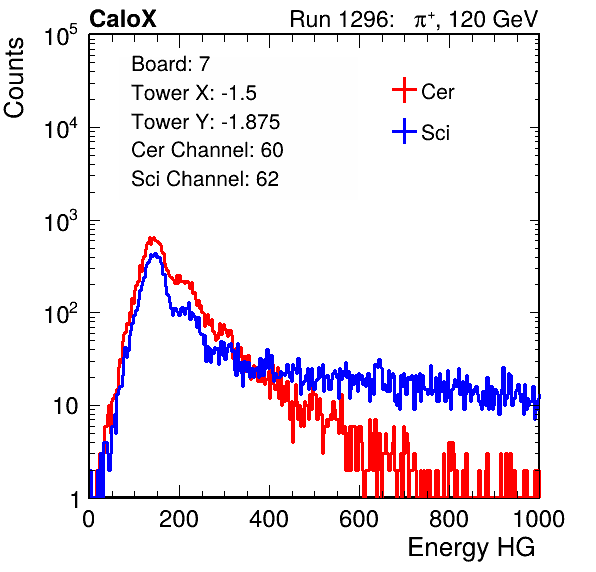 CaloX Run 1296: π⁺, 120 GeV
Counts
10⁵
10⁴
10³
10²
10
1
Board: 7
Tower X: -1.5
Tower Y: -1.875
Cer Channel: 60
Sci Channel: 62
Cer
Sci
0 200 400 600 800 1000
Energy HG